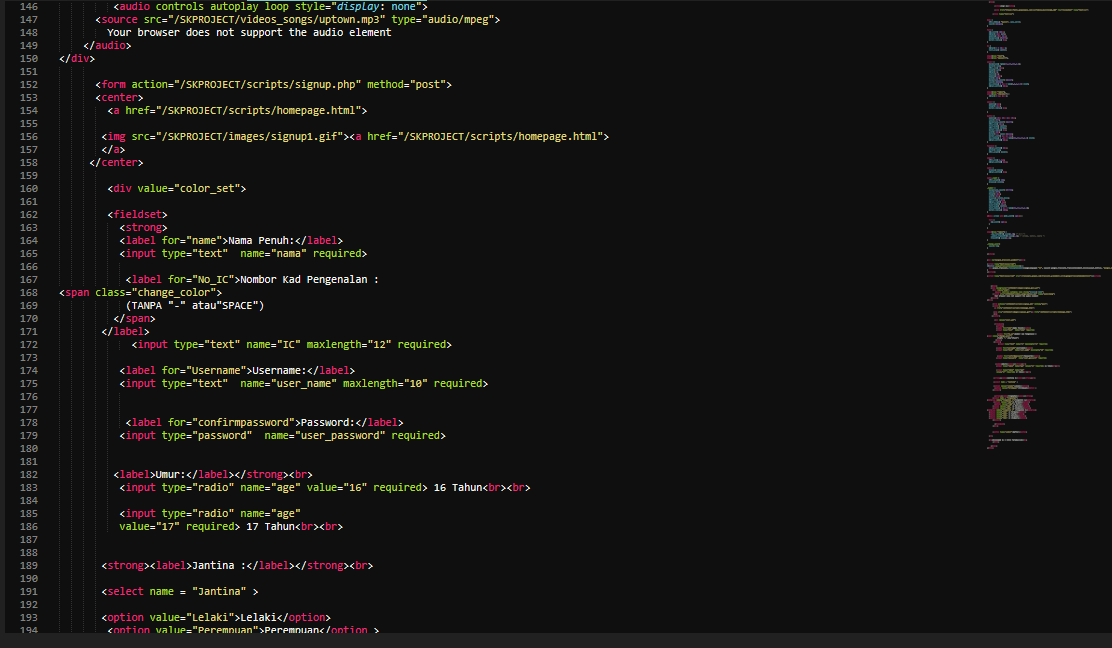 146 <audio controls autoplay loop style="display: none">
147 <source src="/SKPROJECT/videos_songs/uptown.mp3" type="audio/mpeg">
148 Your browser does not support the audio element
149 </audio>
150 </div>
151
152 <form action="/SKPROJECT/scripts/signup.php" method="post">
153 <center>
154 <a href="/SKPROJECT/scripts/homepage.html">
155
156 <img src="/SKPROJECT/images/signup1.gif"><a href="/SKPROJECT/scripts/homepage.html">
157 </a>
158 </center>
159
160 <div value="color_set">
161
162 <fieldset>
163 <strong>
164 <label for="name">Nama Penuh:</label>
165 <input type="text"  name="nama" required>
166
167 <label for="No_IC">Nombor Kad Pengenalan :
168 <span class="change_color">
169 (TANPA "-" atau"SPACE")
170 </span>
171 </label>
172 <input type="text" name="IC" maxlength="12" required>
173
174 <label for="Username">Username:</label>
175 <input type="text"  name="user_name" maxlength="10" required>
176
177
178 <label for="confirmpassword">Password:</label>
179 <input type="password"  name="user_password" required>
180
181
182 <label>Umur:</label></strong><br>
183 <input type="radio" name="age" value="16" required> 16 Tahun<br><br>
184
185 <input type="radio" name="age"
186 value="17" required> 17 Tahun<br><br>
187
188
189 <strong><label>Jantina :</label></strong><br>
190
191 <select name = "Jantina" >
192
193 <option value="Lelaki">Lelaki</option>
194 <option value="Perempuan">Perempuan</option >